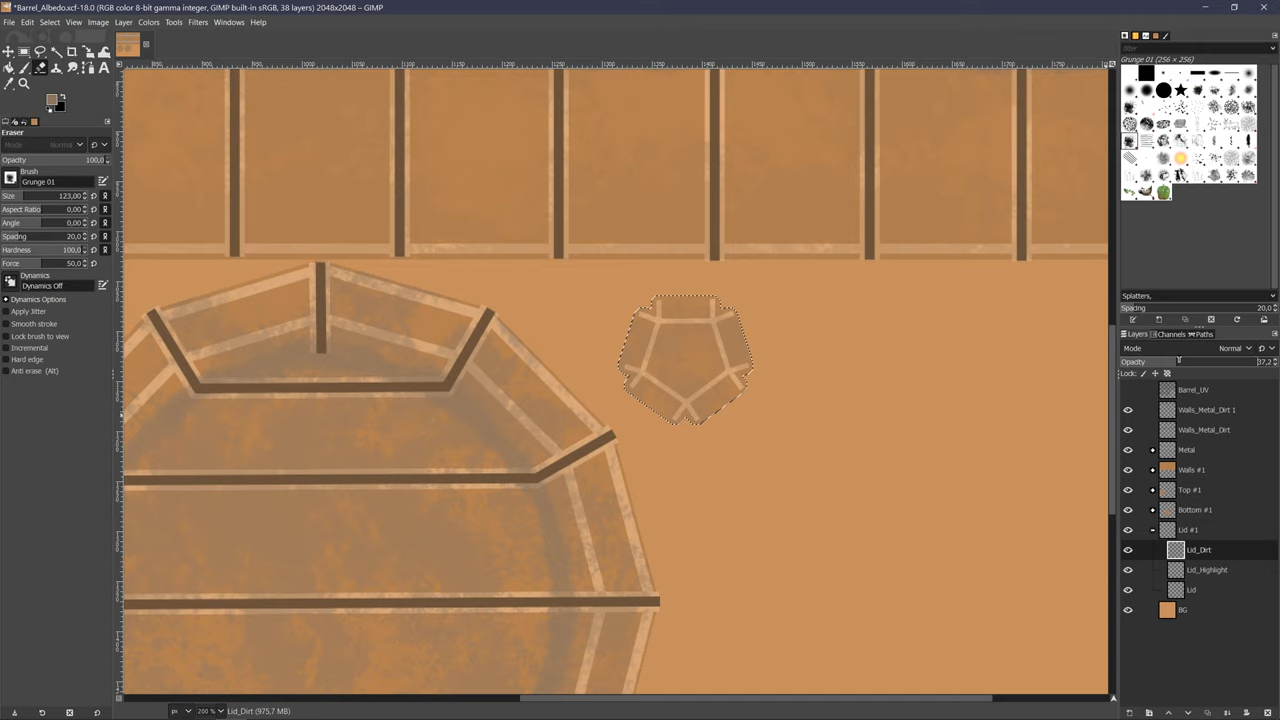 *Barrel_Albedo.xcf-18.0 (RGB color 8-bit gamma integer, GIMP built-in sRGB, 38 layers) 2048x2048 – GIMP
File Edit Select View Image Layer Colors Tools Filters Windows Help
filter
Grunge 01 (256 × 256)
Eraser
Mode Normal
Opacity 100,0
Brush
Grunge 01
Size 123,00
Aspect Ratio 0,00
Angle 0,00
Spacing 20,0
Hardness 100,0
Force 50,0
Dynamics
Dynamics Off
Dynamics Options
Apply Jitter
Smooth stroke
Lock brush to view
Incremental
Hard edge
Anti erase (Alt)
Splatters,
Spacing 20,0
Layers Channels Paths
Mode Normal
Opacity 37,2
Lock:
Barrel_UV
Walls_Metal_Dirt 1
Walls_Metal_Dirt
Metal
Walls #1
Top #1
Bottom #1
Lid #1
Lid_Dirt
Lid_Highlight
Lid
BG
px 200 % Lid_Dirt (975,7 MB)